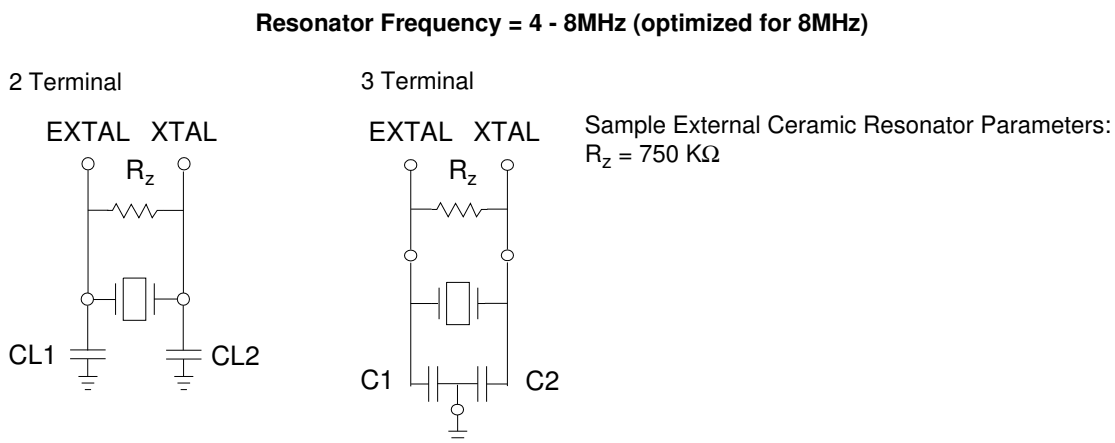 Resonator Frequency = 4 - 8MHz (optimized for 8MHz)
2 Terminal
EXTAL XTAL
Rz
CL1
CL2
3 Terminal
EXTAL XTAL
Rz
C1
C2
Sample External Ceramic Resonator Parameters:
Rz = 750 KΩ